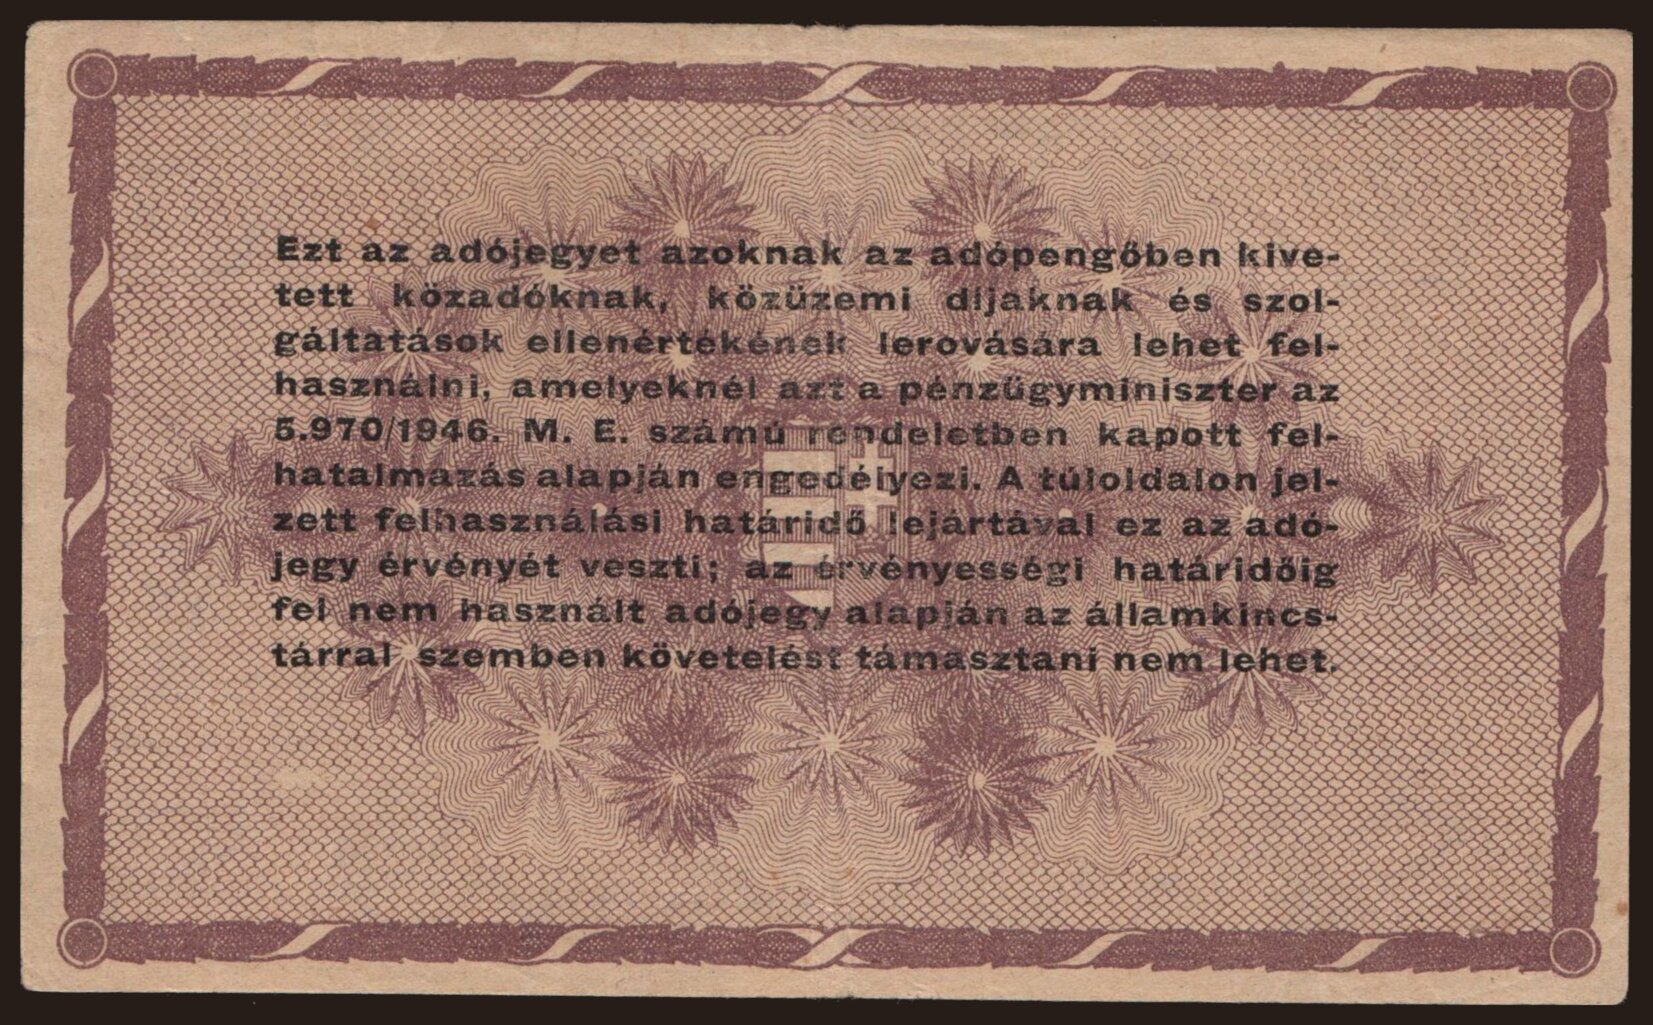 Ezt az adójegyet azoknak az adópengőben kive-
tett közadóknak, közüzemi díjaknak és szol-
gáltatások ellenértékének lerovására lehet fel-
használni, amelyeknél azt a pénzügyminiszter az
5.970/1946. M. E. számú rendeletben kapott fel-
hatalmazás alapján engedélyezi. A túloldalon jel-
zett felhasználási határidő lejártával ez az adó-
jegy érvényét veszti; az érvényességi határidőig
fel nem használt adójegy alapján az államkincs-
tárral szemben követelést támasztani nem lehet.